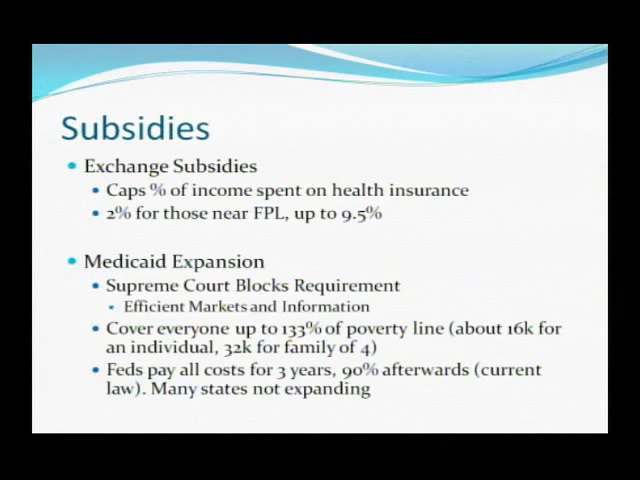 Subsidies
Exchange Subsidies
Caps % of income spent on health insurance
2% for those near FPL, up to 9.5%
Medicaid Expansion
Supreme Court Blocks Requirement
Efficient Markets and Information
Cover everyone up to 133% of poverty line (about 16k for
an individual, 32k for family of 4)
Feds pay all costs for 3 years, 90% afterwards (current
law). Many states not expanding